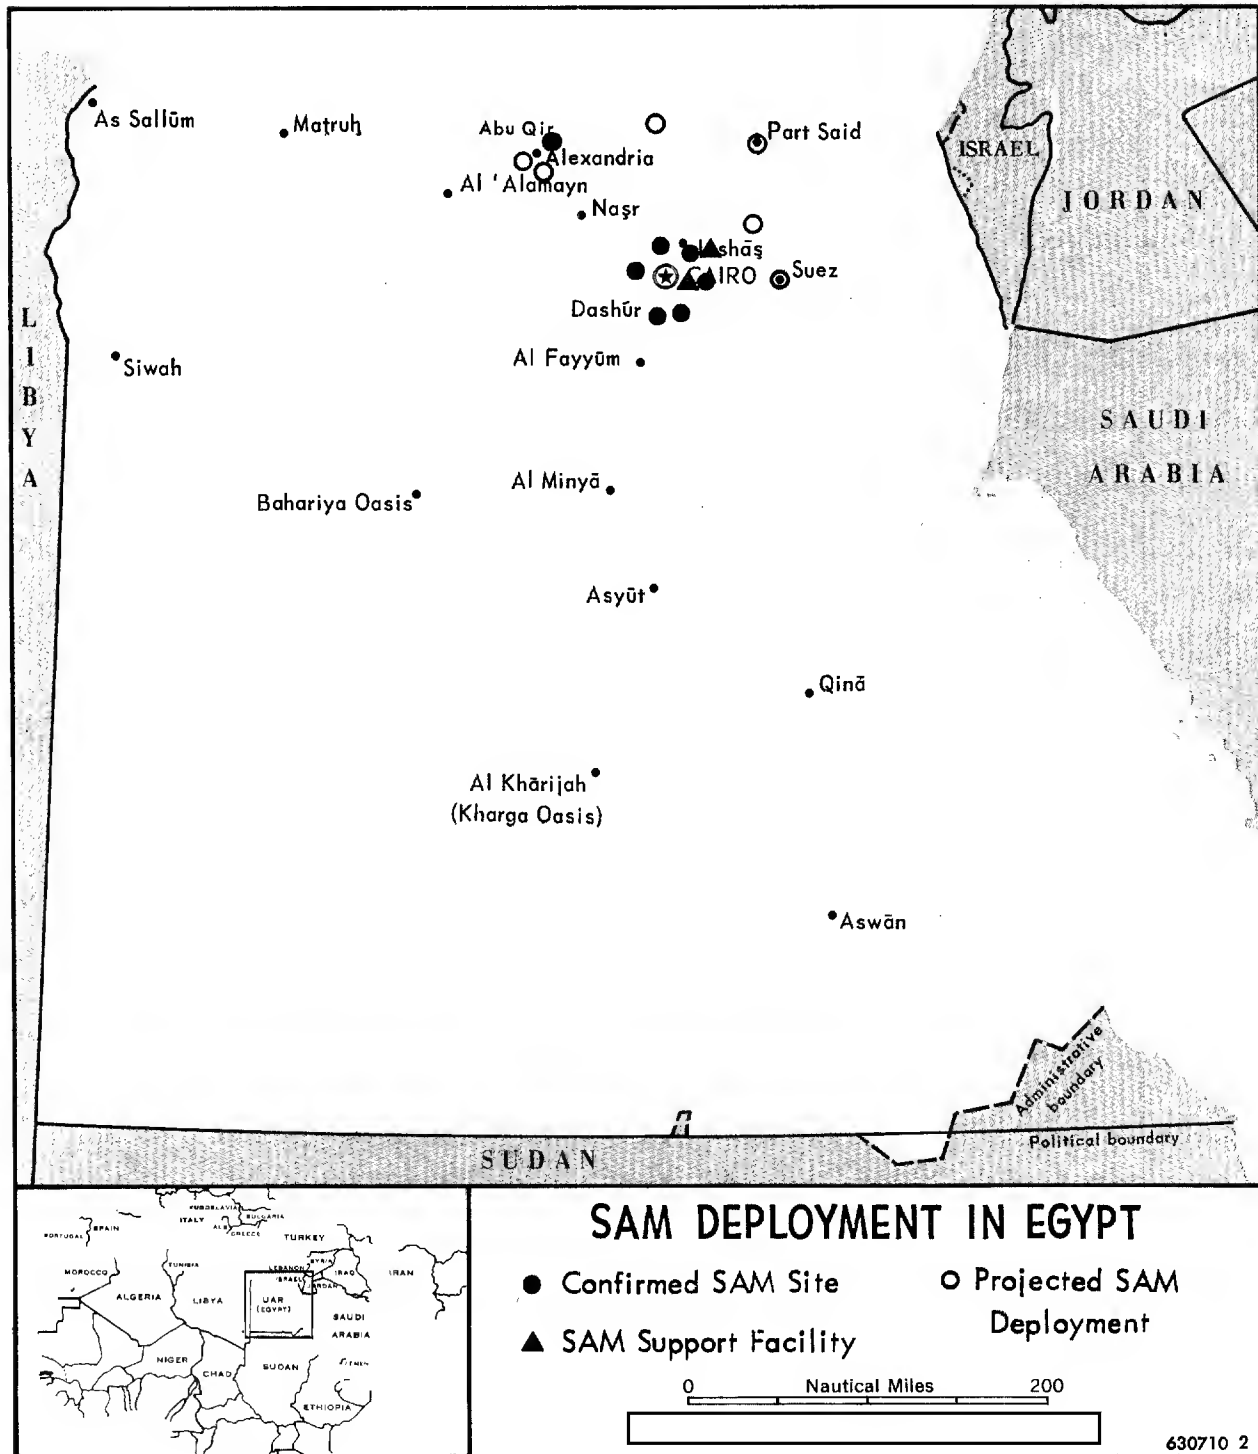 As Sallūm
Maṭruḥ
Abu Qir
Alexandria
Part Said
ISRAEL
Al 'Alamayn
JORDAN
Naṣr
CAIRO
Suez
Dashūr
LIBYA
Siwah
Al Fayyūm
SAUDI
ARABIA
Al Minyā
Bahariya Oasis
Asyūt
Qinā
Al Khārijah
(Kharga Oasis)
Aswān
Administrative
boundary
Political boundary
SUDAN
YUGOSLAVIA
ITALY
BULGARIA
ALB
GREECE
PORTUGAL
SPAIN
TURKEY
MOROCCO
TUNISIA
LEBANON
SYRIA
ISRAEL
IRAQ
IRAN
JORDAN
ALGERIA
LIBYA
UAR
(EGYPT)
SAUDI
ARABIA
NIGER
CHAD
SUDAN
YEMEN
ETHIOPIA
SAM DEPLOYMENT IN EGYPT
Confirmed SAM Site
Projected SAM
Deployment
SAM Support Facility
0 Nautical Miles 200
630710 2